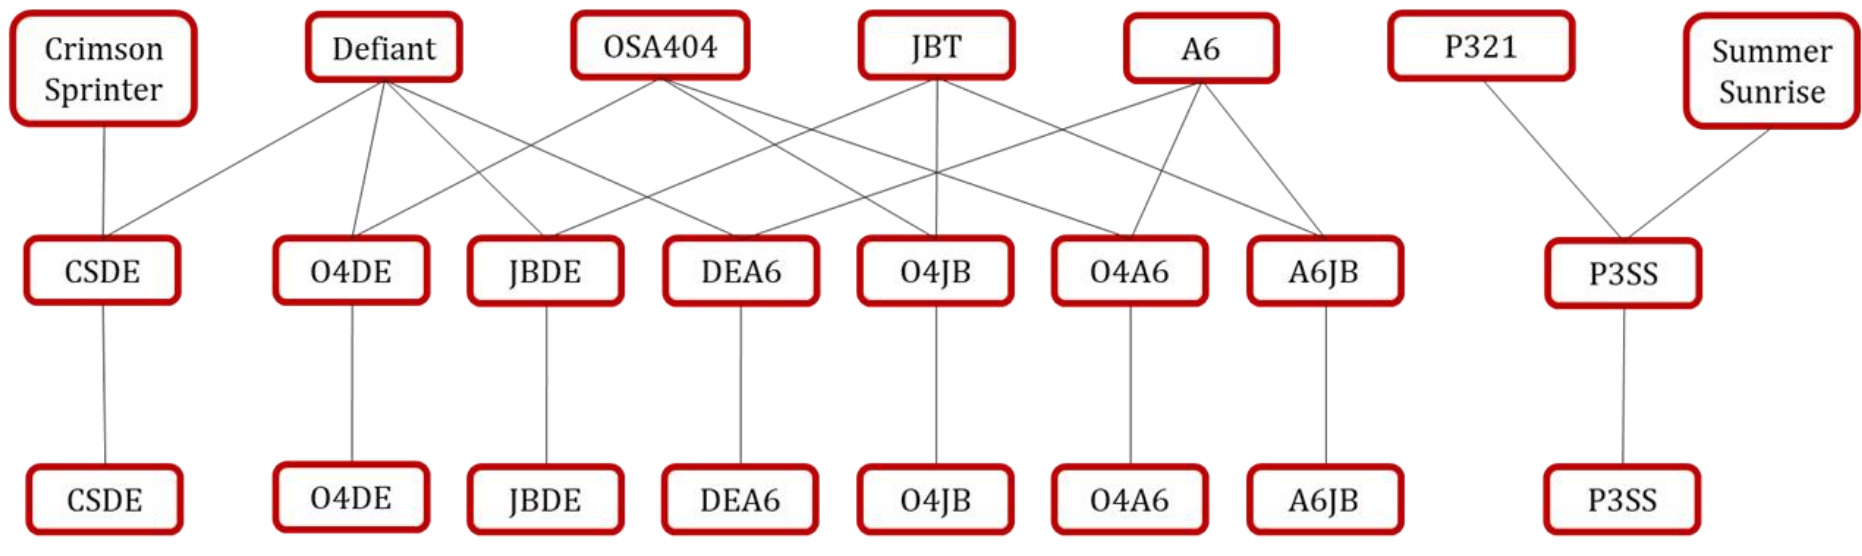 Crimson
Sprinter
Defiant
OSA404
JBT
A6
P321
Summer
Sunrise
CSDE
O4DE
JBDE
DEA6
O4JB
O4A6
A6JB
P3SS
CSDE
O4DE
JBDE
DEA6
O4JB
O4A6
A6JB
P3SS